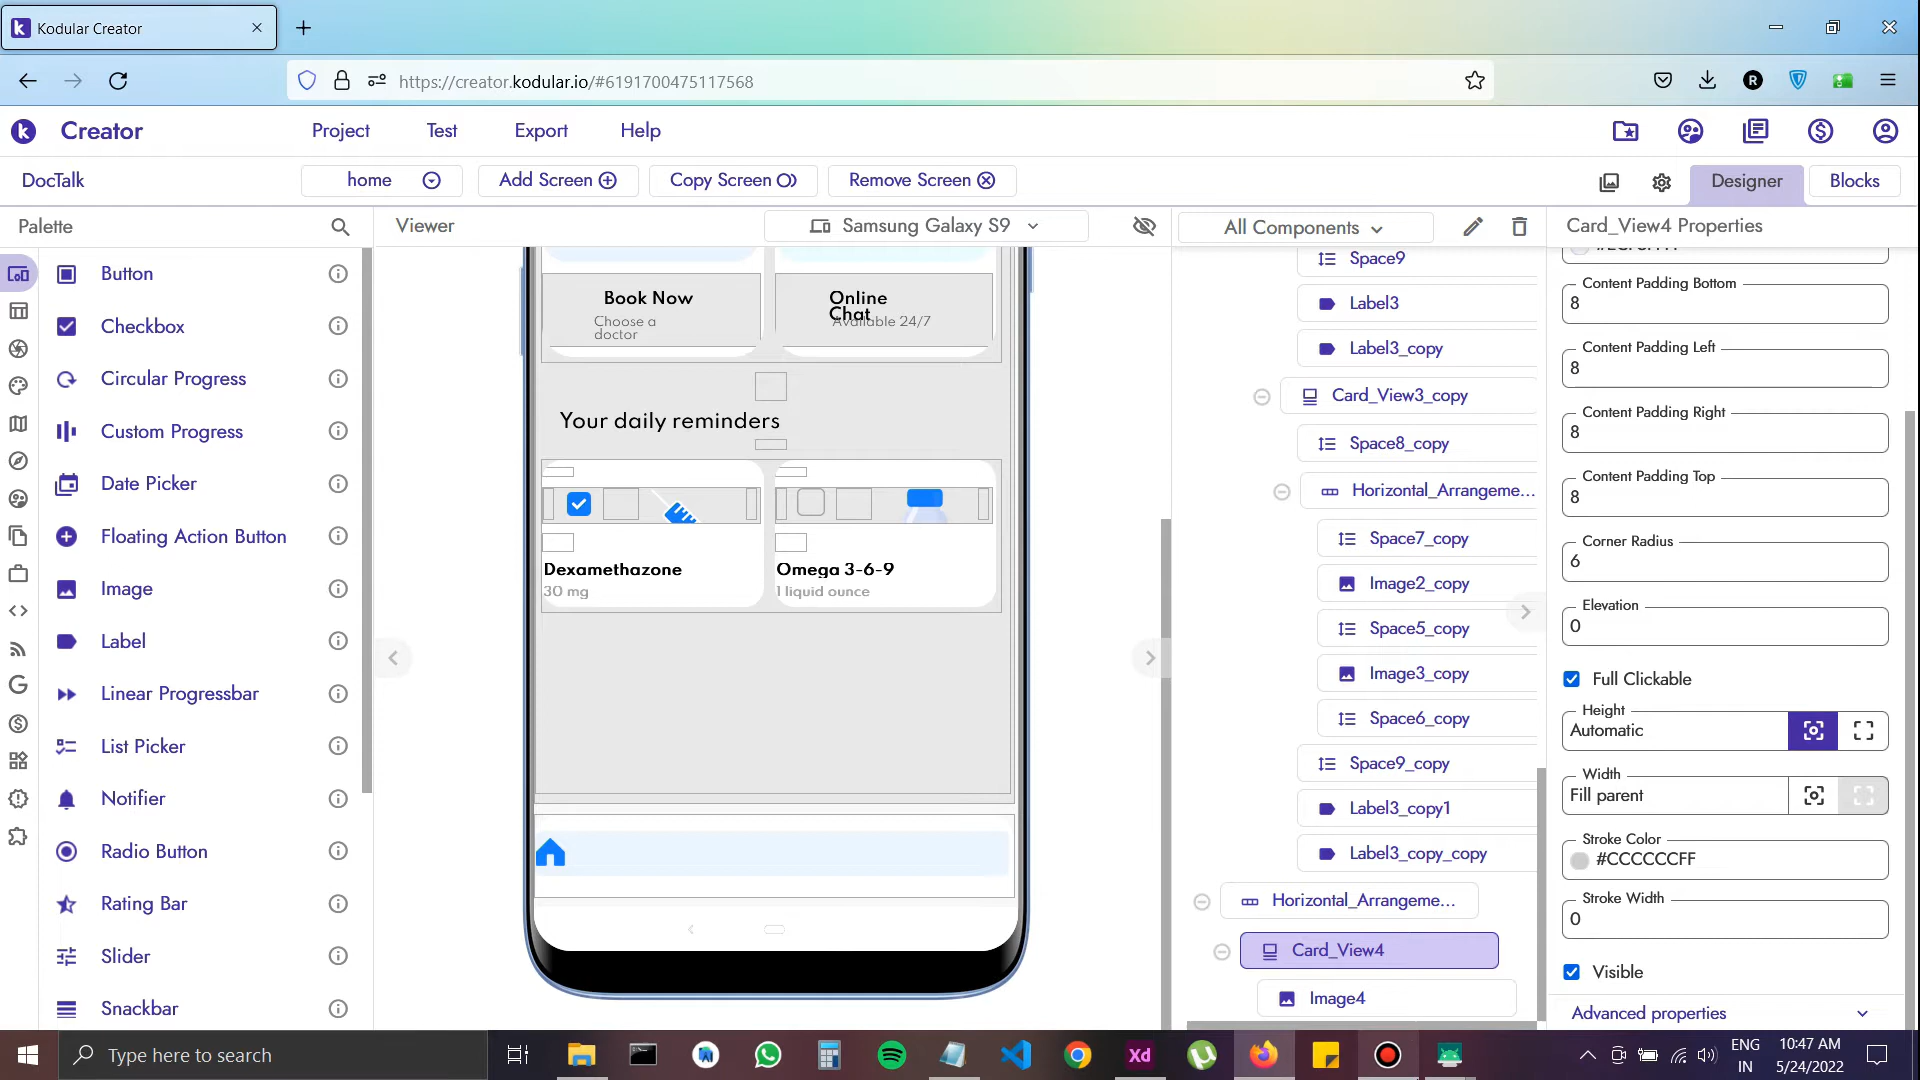 Kodular Creator
https://creator.kodular.io/#6191700475117568
Creator
Project
Test
Export
Help
DocTalk
home
Add Screen
Copy Screen
Remove Screen
Designer
Blocks
Palette
Viewer
Samsung Galaxy S9
All Components
Card_View4 Properties
Button
Checkbox
Circular Progress
Custom Progress
Date Picker
Floating Action Button
Image
Label
Linear Progressbar
List Picker
Notifier
Radio Button
Rating Bar
Slider
Snackbar
Book Now
Choose a
doctor
Online
Chat
Available 24/7
Your daily reminders
Dexamethazone
30 mg
Omega 3-6-9
1 liquid ounce
Space9
Label3
Label3_copy
Card_View3_copy
Space8_copy
Horizontal_Arrangeme...
Space7_copy
Image2_copy
Space5_copy
Image3_copy
Space6_copy
Space9_copy
Label3_copy1
Label3_copy_copy
Horizontal_Arrangeme...
Card_View4
Image4
Content Padding Bottom
8
Content Padding Left
8
Content Padding Right
8
Content Padding Top
8
Corner Radius
6
Elevation
0
Full Clickable
Height
Automatic
Width
Fill parent
Stroke Color
#CCCCCCFF
Stroke Width
0
Visible
Advanced properties
Type here to search
Xd
ENG
IN
10:47 AM
5/24/2022